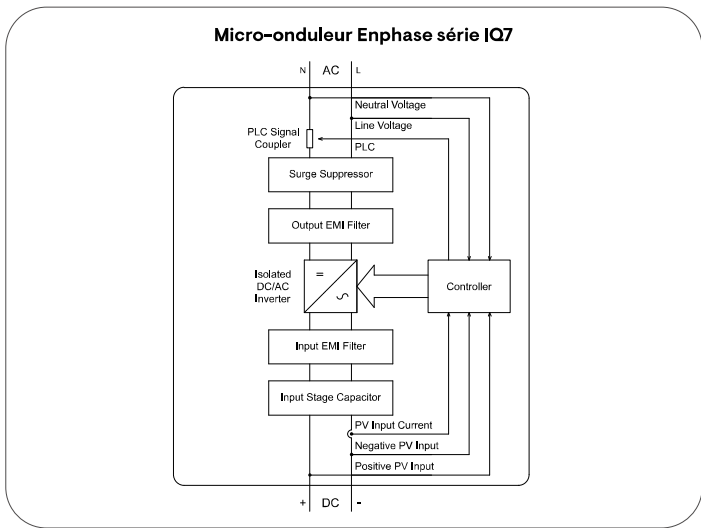 Micro-onduleur Enphase série IQ7
N AC L
Neutral Voltage
Line Voltage
PLC Signal
Coupler
PLC
Surge Suppressor
Output EMI Filter
Isolated
DC/AC
Inverter
=
∿
Controller
Input EMI Filter
Input Stage Capacitor
PV Input Current
Negative PV Input
Positive PV Input
+ DC -